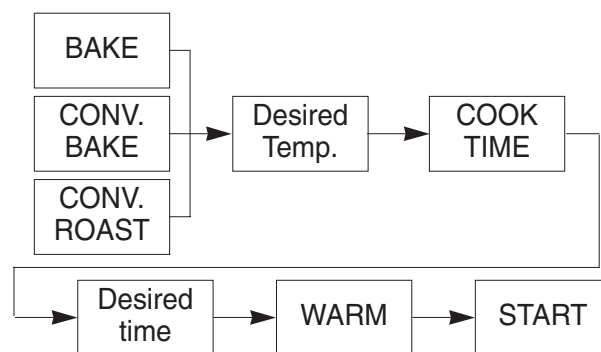 BAKE
CONV.
BAKE
CONV.
ROAST
Desired
Temp.
COOK
TIME
Desired
time
WARM
START